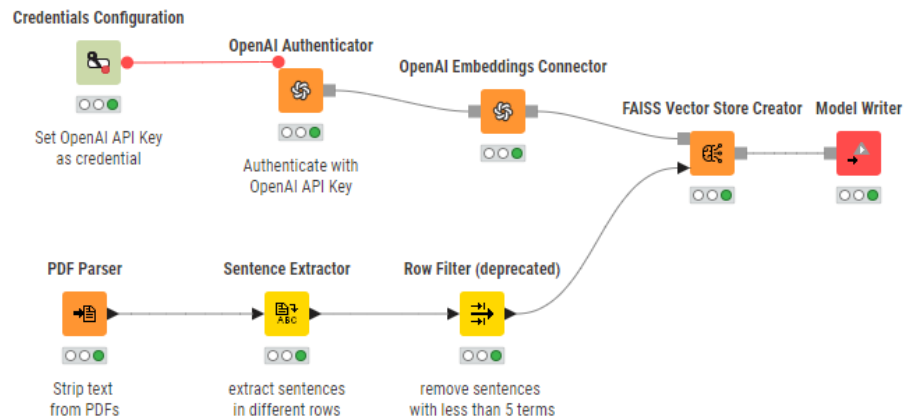 Credentials Configuration
OpenAI Authenticator
OpenAI Embeddings Connector
FAISS Vector Store Creator
Model Writer
Set OpenAI API Key
as credential
Authenticate with
OpenAI API Key
PDF Parser
Sentence Extractor
Row Filter (deprecated)
ABC
Strip text
from PDFs
extract sentences
in different rows
remove sentences
with less than 5 terms